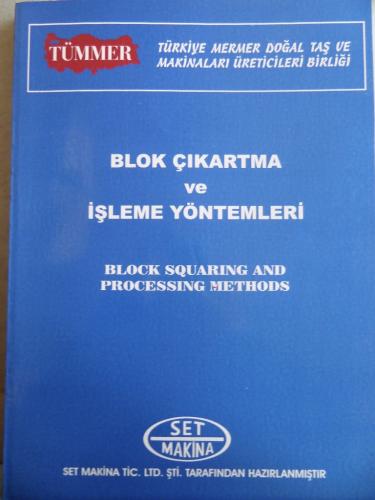 TÜMMER
TÜRKİYE MERMER DOĞAL TAŞ VE
MAKİNALARI ÜRETİCİLERİ BİRLİĞİ
BLOK ÇIKARTMA
ve
İŞLEME YÖNTEMLERİ
BLOCK SQUARING AND
PROCESSING METHODS
SET
MAKİNA
SET MAKİNA TİC. LTD. ŞTİ. TARAFINDAN HAZIRLANMIŞTIR